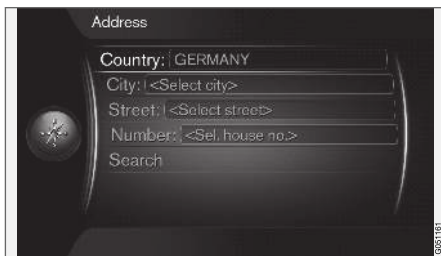 Address
Country: GERMANY
City: <Select city>
Street: <Select street>
Number: <Sel. house no.>
Search
G051161